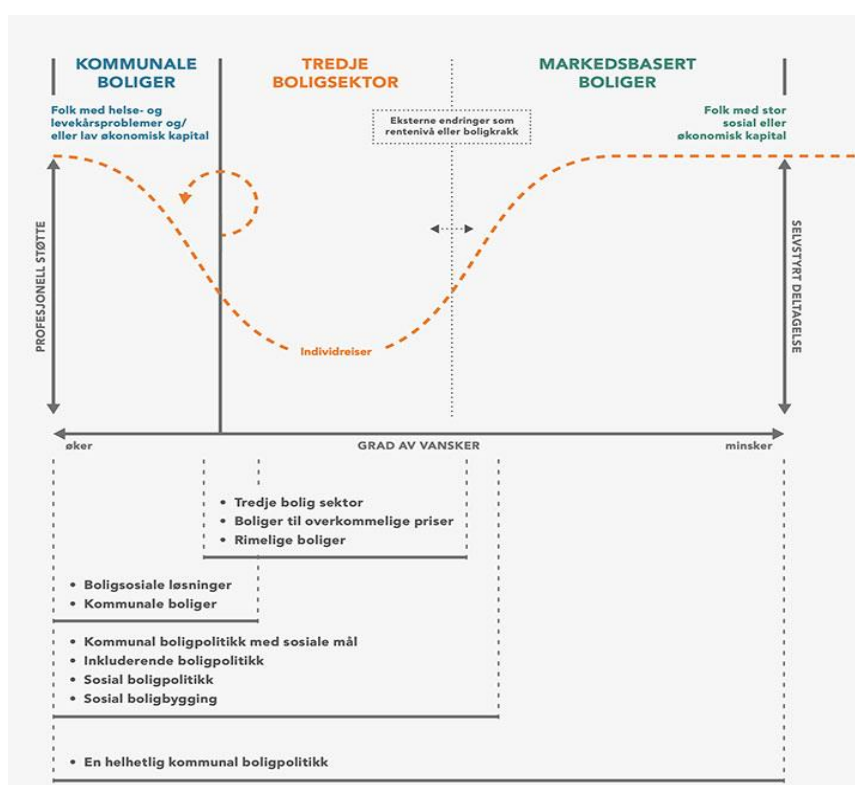 KOMMUNALE
BOLIGER
TREDJE
BOLIGSEKTOR
MARKEDSBASERT
BOLIGER
Folk med helse- og
levekårsproblemer og/
eller lav økonomisk kapital
Eksterne endringer som
rentenivå eller boligkrakk
Folk med stor
sosial eller
økonomisk kapital
PROFESJONELL STØTTE
SELVSTYRT DELTAGELSE
Individreiser
øker
GRAD AV VANSKER
minsker
• Tredje bolig sektor
• Boliger til overkommelige priser
• Rimelige boliger
• Boligsosiale løsninger
• Kommunale boliger
• Kommunal boligpolitikk med sosiale mål
• Inkluderende boligpolitikk
• Sosial boligpolitikk
• Sosial boligbygging
• En helhetlig kommunal boligpolitikk